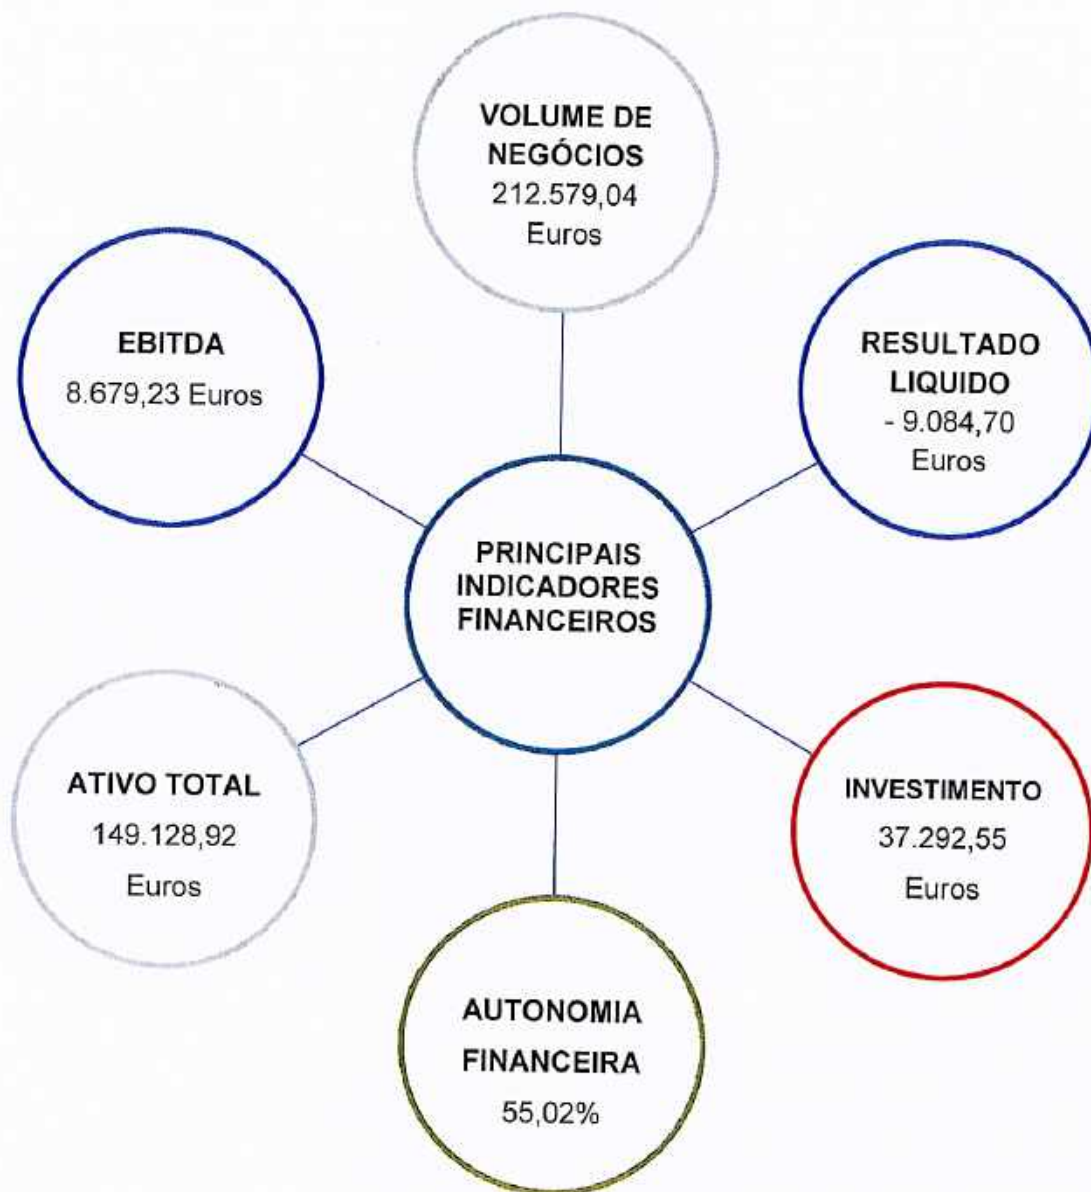 VOLUME DE
NEGÓCIOS
212.579,04
Euros
EBITDA
8.679,23 Euros
RESULTADO
LIQUIDO
- 9.084,70
Euros
PRINCIPAIS
INDICADORES
FINANCEIROS
ATIVO TOTAL
149.128,92
Euros
INVESTIMENTO
37.292,55
Euros
AUTONOMIA
FINANCEIRA
55,02%